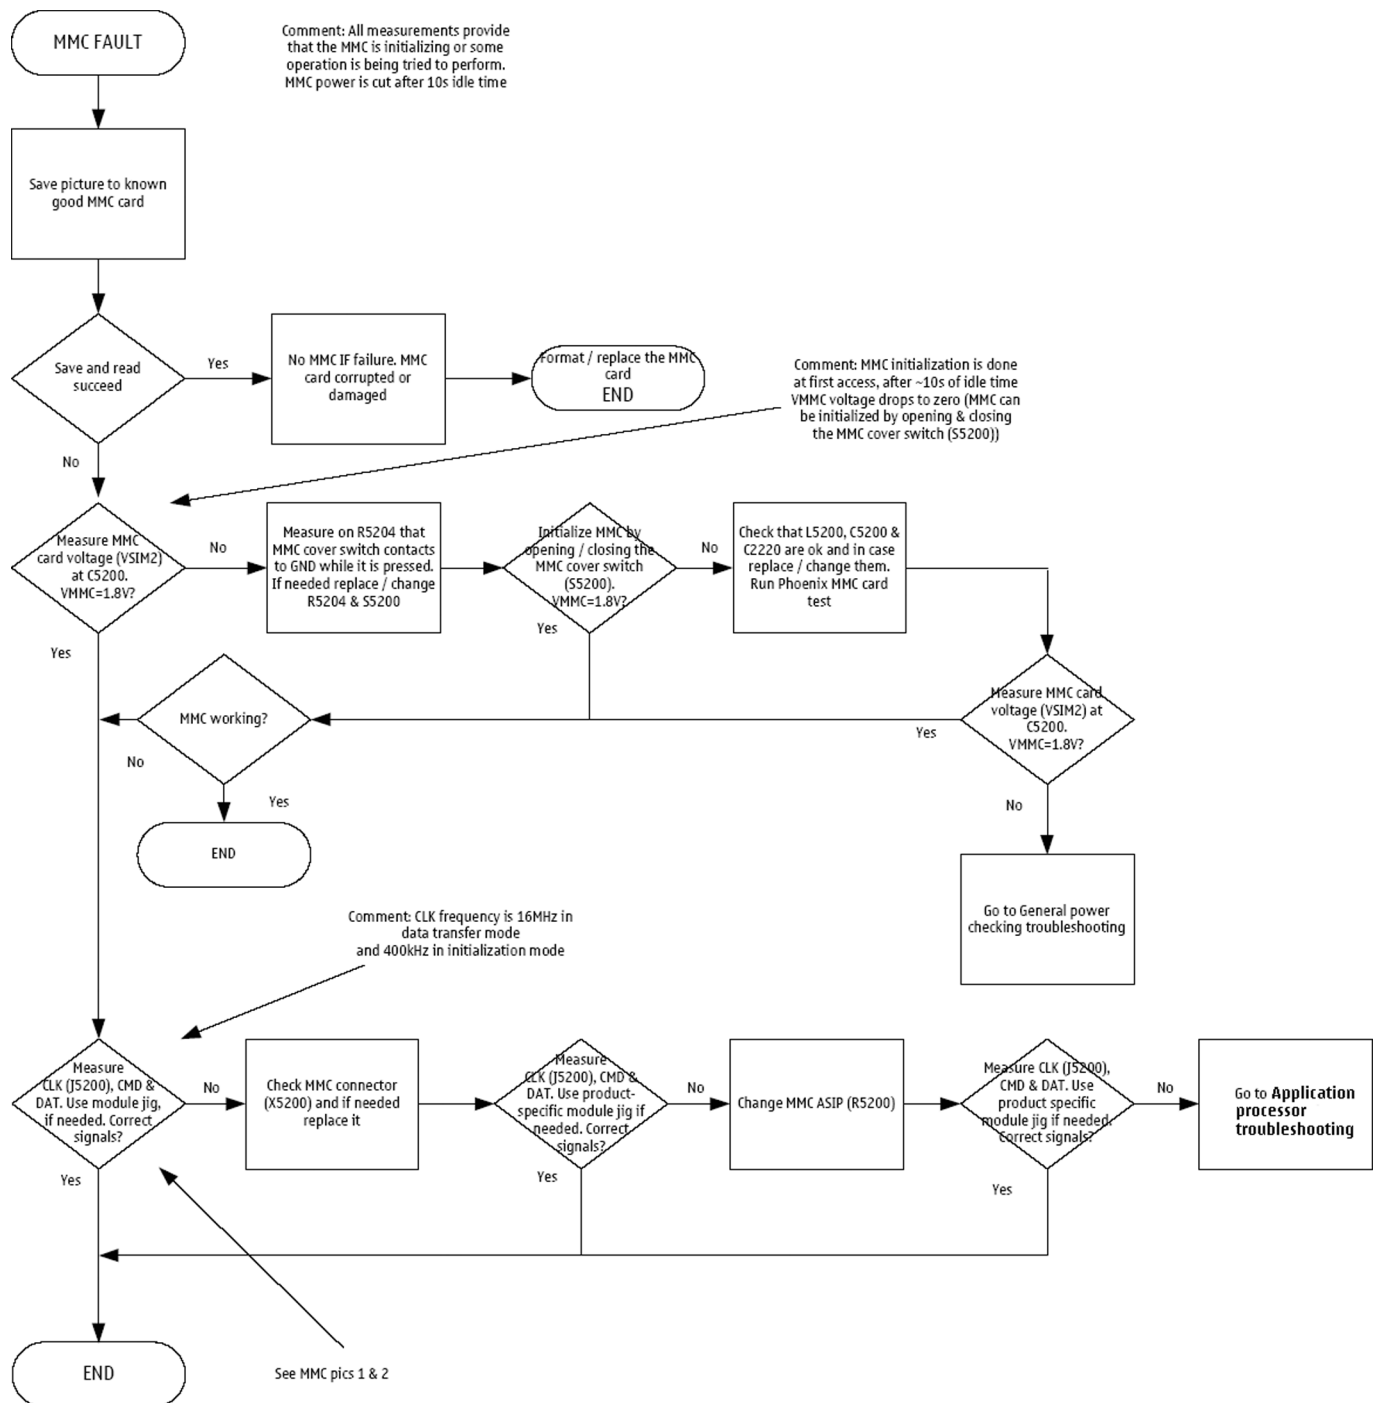 MMC FAULT
Comment: All measurements provide
that the MMC is initializing or some
operation is being tried to perform.
MMC power is cut after 10s idle time
Save picture to known
good MMC card
Save and read
succeed
Yes
No MMC IF failure. MMC
card corrupted or
damaged
Format / replace the MMC
card
END
Comment: MMC initialization is done
at first access, after ~10s of idle time
VMMC voltage drops to zero (MMC can
be initialized by opening & closing
the MMC cover switch (S5200))
No
Measure MMC
card voltage (VSIM2)
at C5200.
VMMC=1.8V?
No
Measure on R5204 that
MMC cover switch contacts
to GND while it is pressed.
If needed replace / change
R5204 & S5200
Initialize MMC by
opening / closing the
MMC cover switch
(S5200).
VMMC=1.8V?
No
Check that L5200, C5200 &
C2220 are ok and in case
replace / change them.
Run Phoenix MMC card
test
Yes
Yes
MMC working?
Measure MMC card
voltage (VSIM2) at
C5200.
VMMC=1.8V?
Yes
No
Yes
No
END
Go to General power
checking troubleshooting
Comment: CLK frequency is 16MHz in
data transfer mode
and 400kHz in initialization mode
Measure
CLK (J5200), CMD &
DAT. Use module jig,
if needed. Correct
signals?
No
Check MMC connector
(X5200) and if needed
replace it
Measure
CLK (J5200), CMD &
DAT. Use product-
specific module jig if
needed. Correct
signals?
No
Change MMC ASIP (R5200)
Measure CLK (J5200),
CMD & DAT. Use
product specific
module jig if needed.
Correct signals?
No
Go to Application
processor
troubleshooting
Yes
Yes
Yes
END
See MMC pics 1 & 2